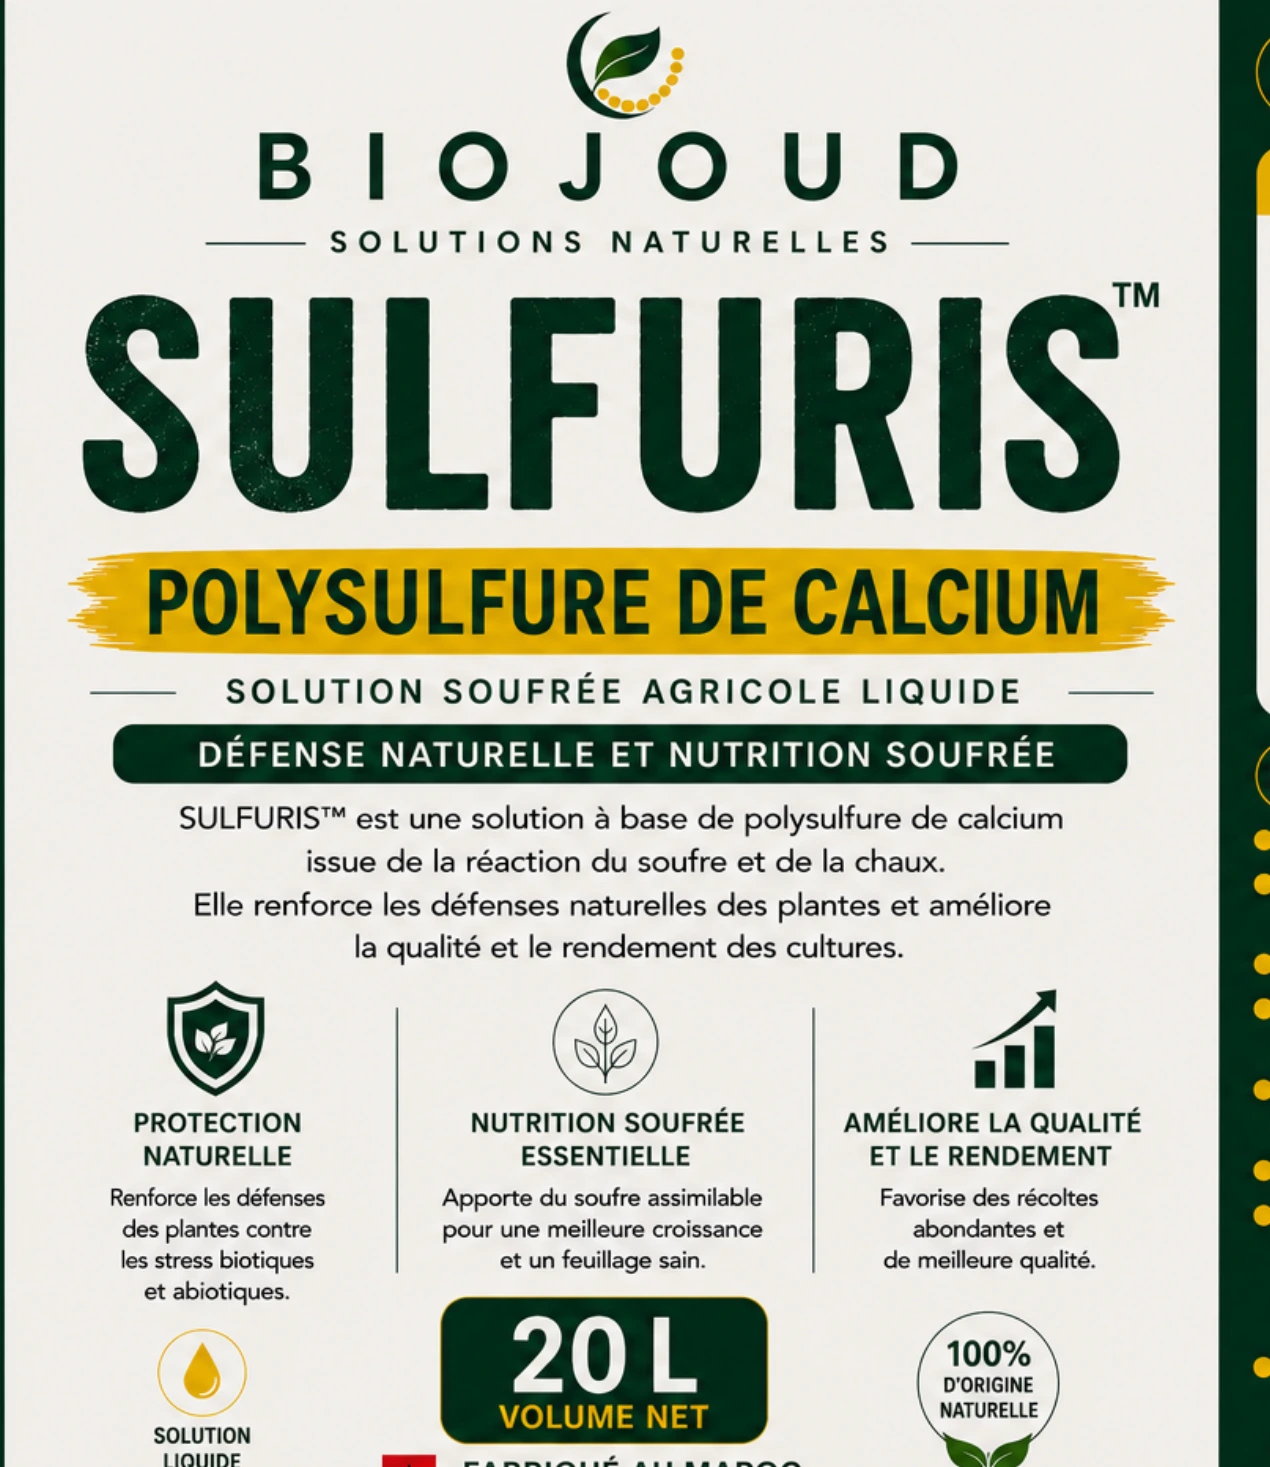 BIOJOUD
SOLUTIONS NATURELLES
SULFURIS™
POLYSULFURE DE CALCIUM
SOLUTION SOUFRÉE AGRICOLE LIQUIDE
DÉFENSE NATURELLE ET NUTRITION SOUFRÉE
SULFURIS™ est une solution à base de polysulfure de calcium
issue de la réaction du soufre et de la chaux.
Elle renforce les défenses naturelles des plantes et améliore
la qualité et le rendement des cultures.
PROTECTION
NATURELLE
Renforce les défenses
des plantes contre
les stress biotiques
et abiotiques.
NUTRITION SOUFRÉE
ESSENTIELLE
Apporte du soufre assimilable
pour une meilleure croissance
et un feuillage sain.
AMÉLIORE LA QUALITÉ
ET LE RENDEMENT
Favorise des récoltes
abondantes et
de meilleure qualité.
SOLUTION
LIQUIDE
20 L
VOLUME NET
100%
D'ORIGINE
NATURELLE
FABRIQUÉ AU MAROC